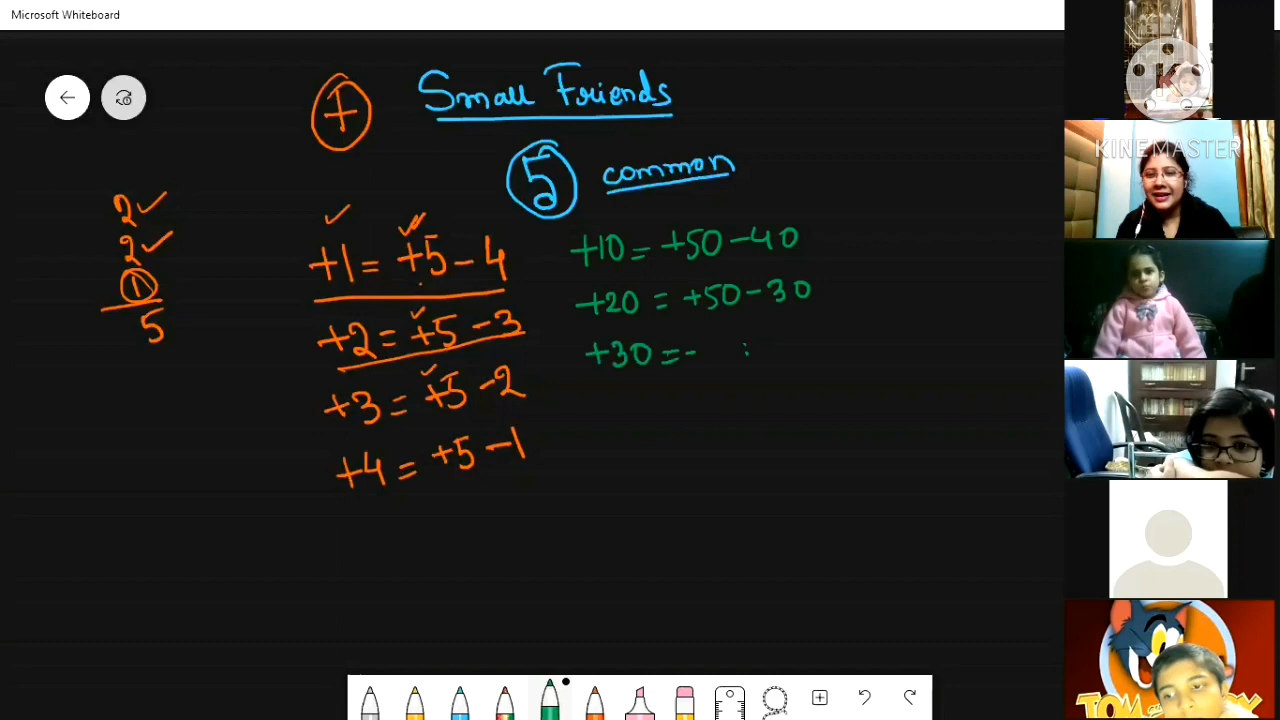 Microsoft Whiteboard
+ Small Friends
5 common
2
2
1
5
+1 = +5 - 4
+2 = +5 - 3
+3 = +5 - 2
+4 = +5 - 1
+10 = +50 - 40
+20 = +50 - 30
+30 = -
KINEMASTER
TOM